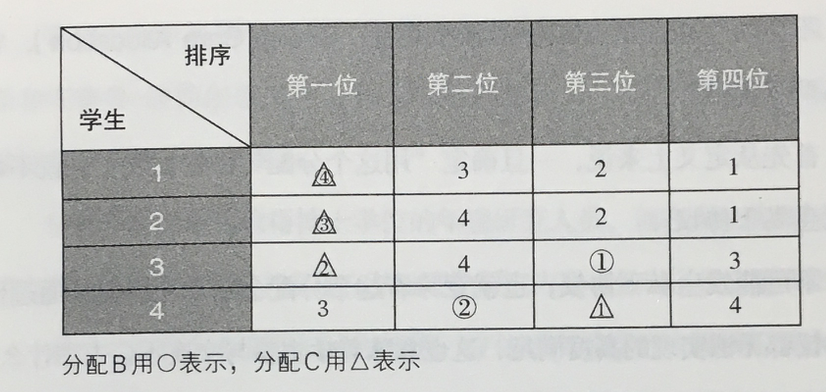 排序
学生
第一位 第二位 第三位 第四位
1 ④ 3 2 1
2 ③ 4 2 1
3 2 4 ① 3
4 3 ② 1 4
分配B用○表示，分配C用△表示